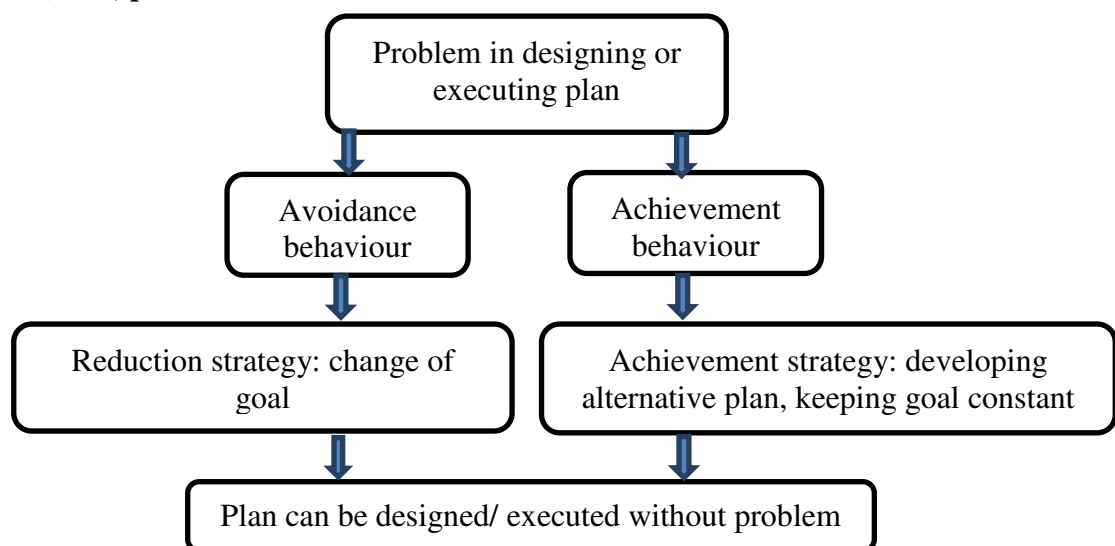 Problem in designing or
executing plan
Avoidance
behaviour
Achievement
behaviour
Reduction strategy: change of
goal
Achievement strategy: developing
alternative plan, keeping goal constant
Plan can be designed/ executed without problem